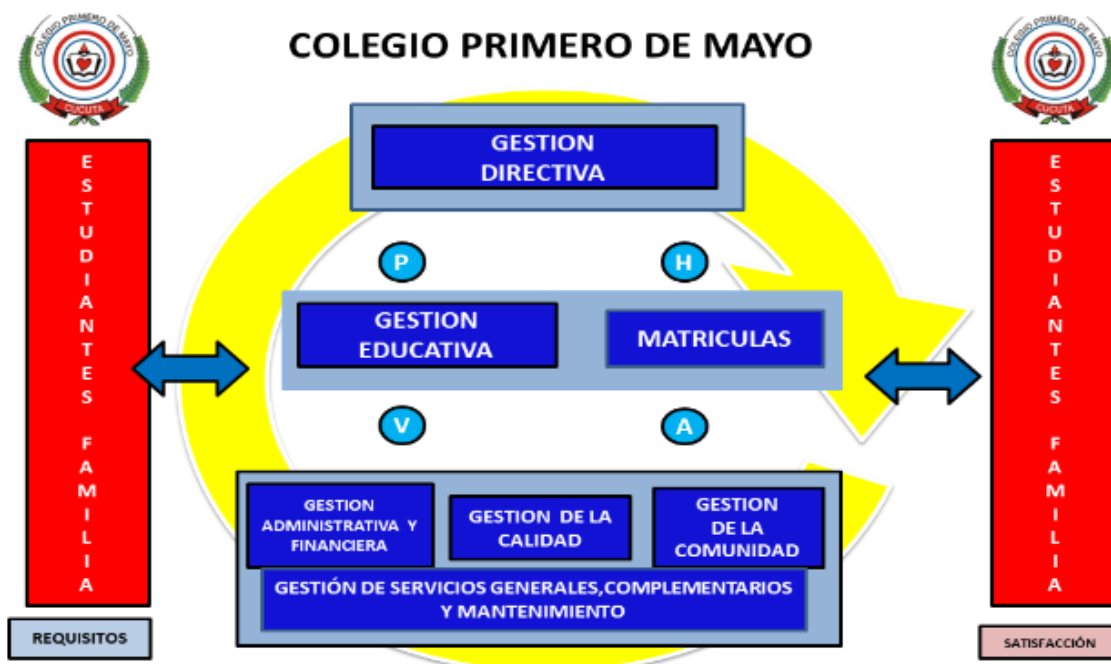 COLEGIO PRIMERO DE MAYO
COLEGIO PRIMERO DE MAYO
CUCUTA
COLEGIO PRIMERO DE MAYO
CUCUTA
ESTUDIANTES FAMILIA
GESTION
DIRECTIVA
P
H
GESTION
EDUCATIVA
MATRICULAS
V
A
GESTION
ADMINISTRATIVA Y
FINANCIERA
GESTION DE LA
CALIDAD
GESTION
DE LA
COMUNIDAD
GESTIÓN DE SERVICIOS GENERALES,COMPLEMENTARIOS
Y MANTENIMIENTO
ESTUDIANTES FAMILIA
REQUISITOS
SATISFACCIÓN